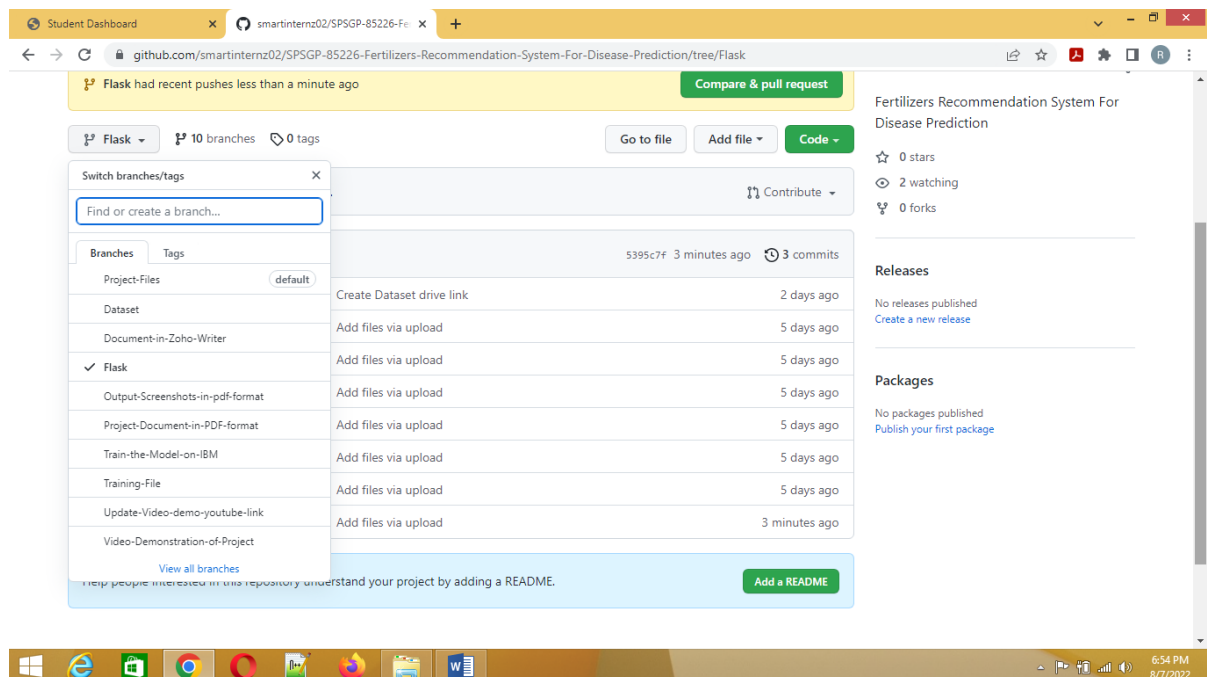 Student Dashboard
smartinternz02/SPSGP-85226-Fe
github.com/smartinternz02/SPSGP-85226-Fertilizers-Recommendation-System-For-Disease-Prediction/tree/Flask
R
Flask had recent pushes less than a minute ago
Compare & pull request
Flask
10 branches
0 tags
Go to file
Add file
Code
Switch branches/tags
Find or create a branch...
Branches
Tags
Project-Files
default
Dataset
Document-in-Zoho-Writer
Flask
Output-Screenshots-in-pdf-format
Project-Document-in-PDF-format
Train-the-Model-on-IBM
Training-File
Update-Video-demo-youtube-link
Video-Demonstration-of-Project
View all branches
Contribute
5395c7f 3 minutes ago 3 commits
Create Dataset drive link 2 days ago
Add files via upload 5 days ago
Add files via upload 5 days ago
Add files via upload 5 days ago
Add files via upload 5 days ago
Add files via upload 5 days ago
Add files via upload 5 days ago
Add files via upload 3 minutes ago
Help people interested in this repository understand your project by adding a README.
Add a README
Fertilizers Recommendation System For
Disease Prediction
0 stars
2 watching
0 forks
Releases
No releases published
Create a new release
Packages
No packages published
Publish your first package
6:54 PM
8/7/2022